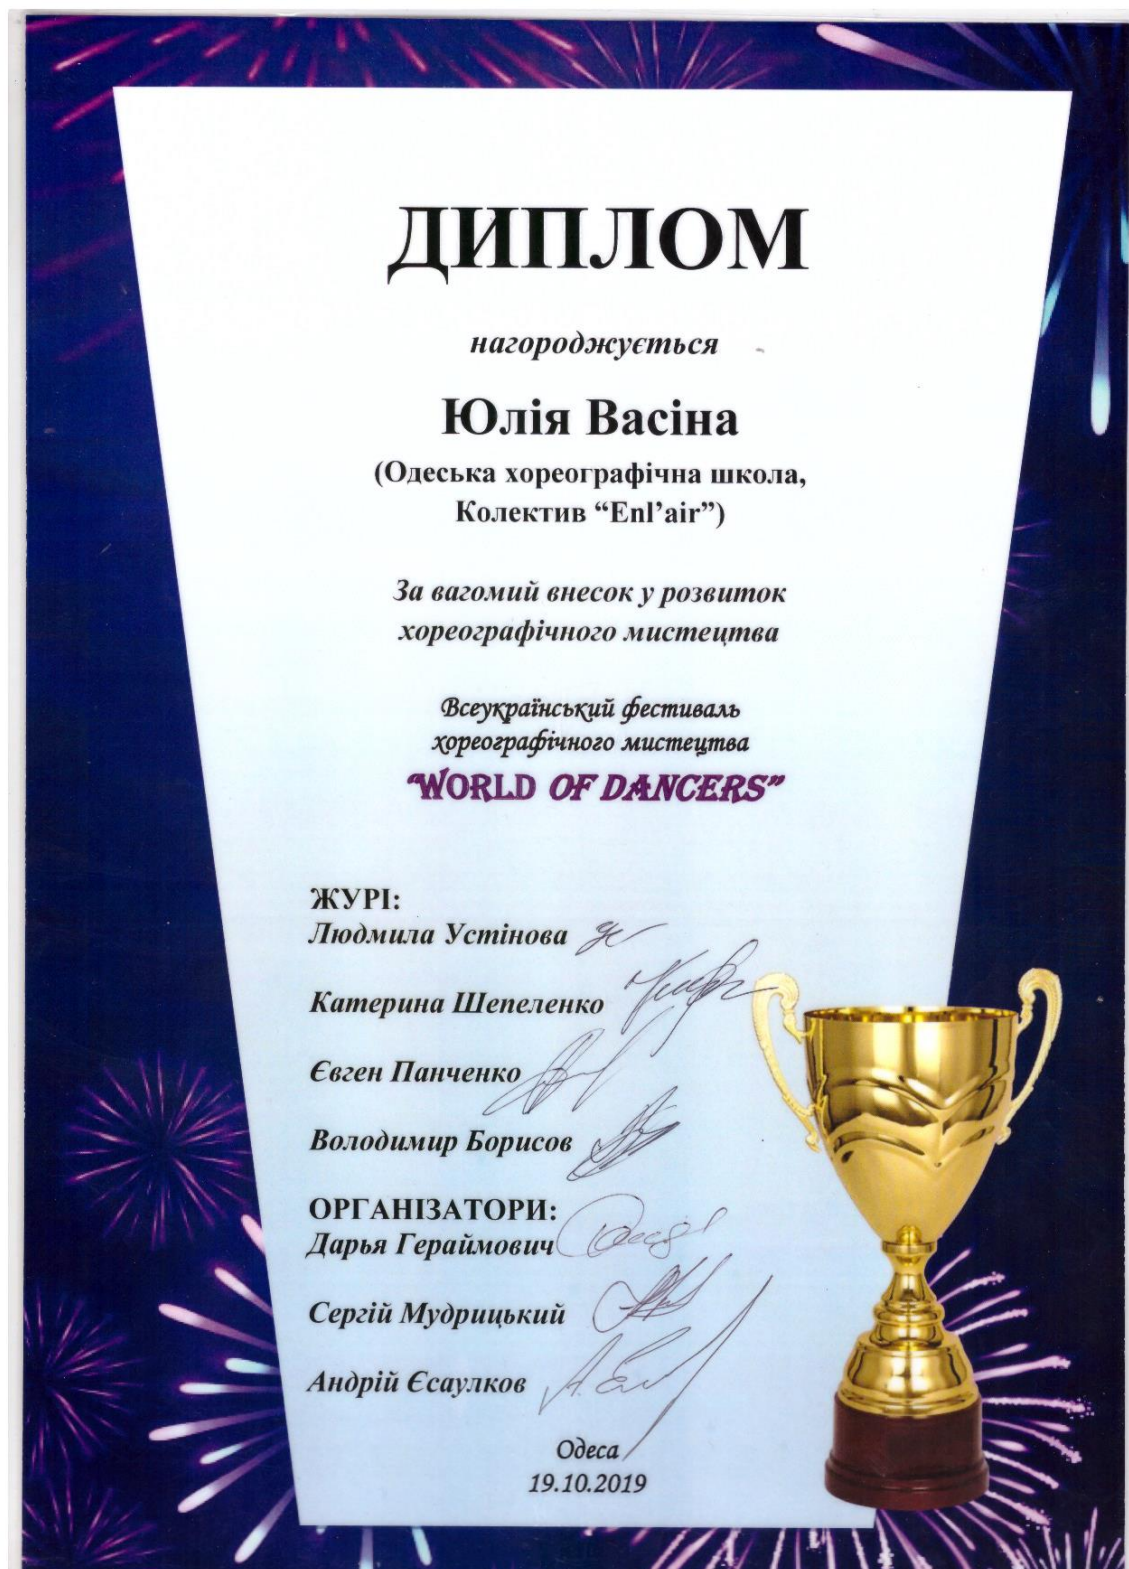 ДИПЛОМ
нагороджується
Юлія Васіна
(Одеська хореографічна школа,
Колектив “Enl’air”)
За вагомий внесок у розвиток
хореографічного мистецтва
Всеукраїнський фестиваль
хореографічного мистецтва
“WORLD OF DANCERS”
ЖУРІ:
Людмила Устінова
Катерина Шепеленко
Євген Панченко
Володимир Борисов
ОРГАНІЗАТОРИ:
Дарья Гераймович
Сергій Мудрицький
Андрій Єсаулков
Одеса
19.10.2019